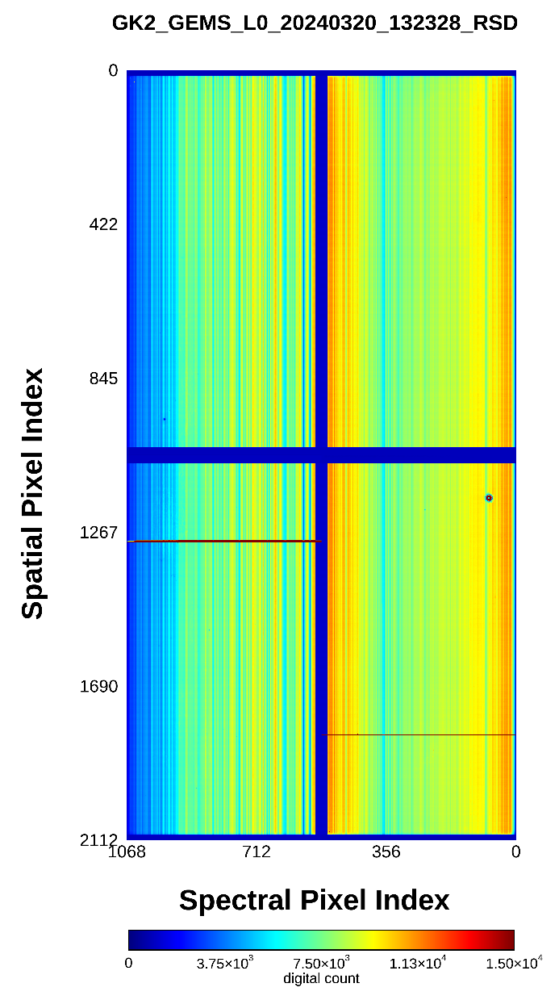 GK2_GEMS_L0_20240320_132328_RSD
0
422
845
1267
1690
2112
Spatial Pixel Index
1068 712 356 0
Spectral Pixel Index
0 3.75×10³ 7.50×10³ 1.13×10⁴ 1.50×10⁴
digital count